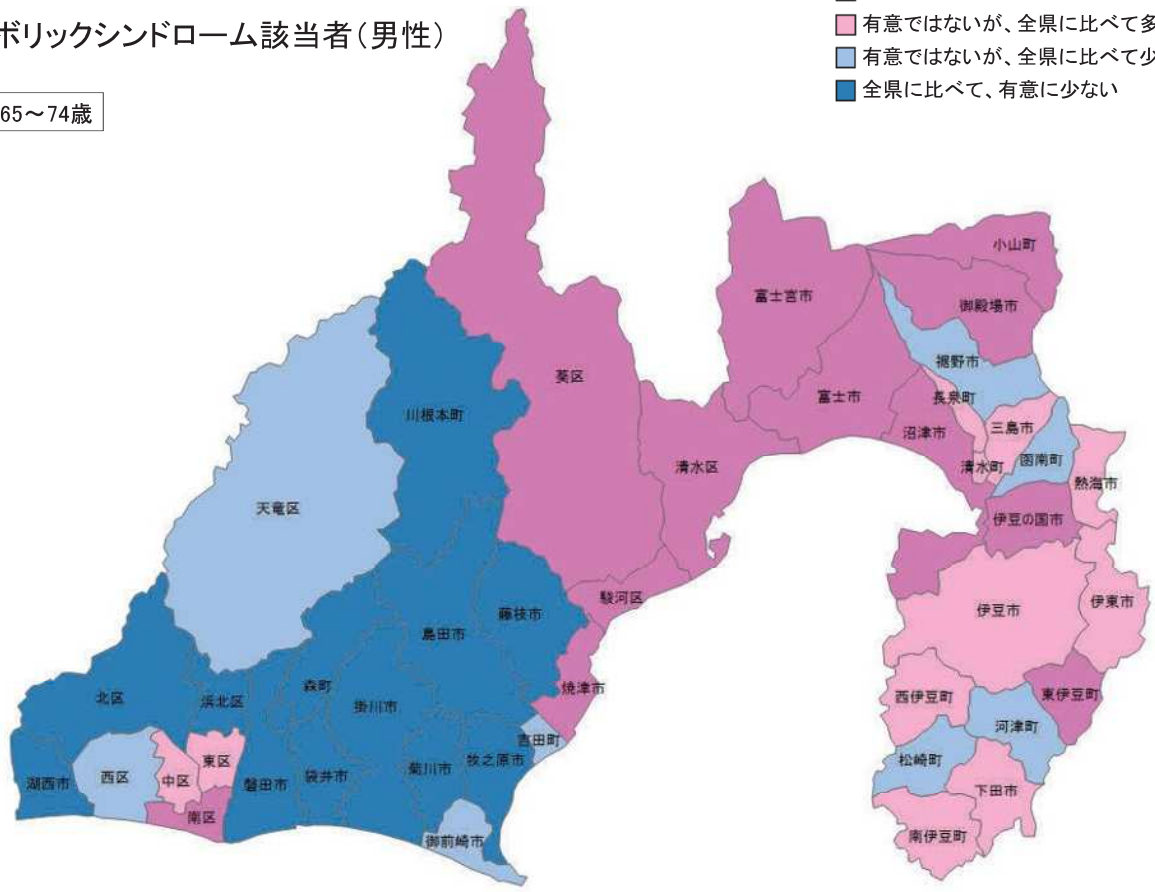 ボリックシンドローム該当者(男性)
有意ではないが、全県に比べて多
有意ではないが、全県に比べて少
全県に比べて、有意に少ない
65~74歳
小山町
富士宮市
御殿場市
裾野市
葵区
長泉町
富士市
川根本町
三島市
沼津市
函南町
清水区
清水町
熱海市
天竜区
伊豆の国市
駿河区
伊東市
伊豆市
藤枝市
島田市
焼津市
森町
東伊豆町
西伊豆町
北区
浜北区
掛川市
河津町
吉田町
牧之原市
松崎町
東区
菊川市
西区
中区
袋井市
湖西市
磐田市
下田市
南区
御前崎市
南伊豆町